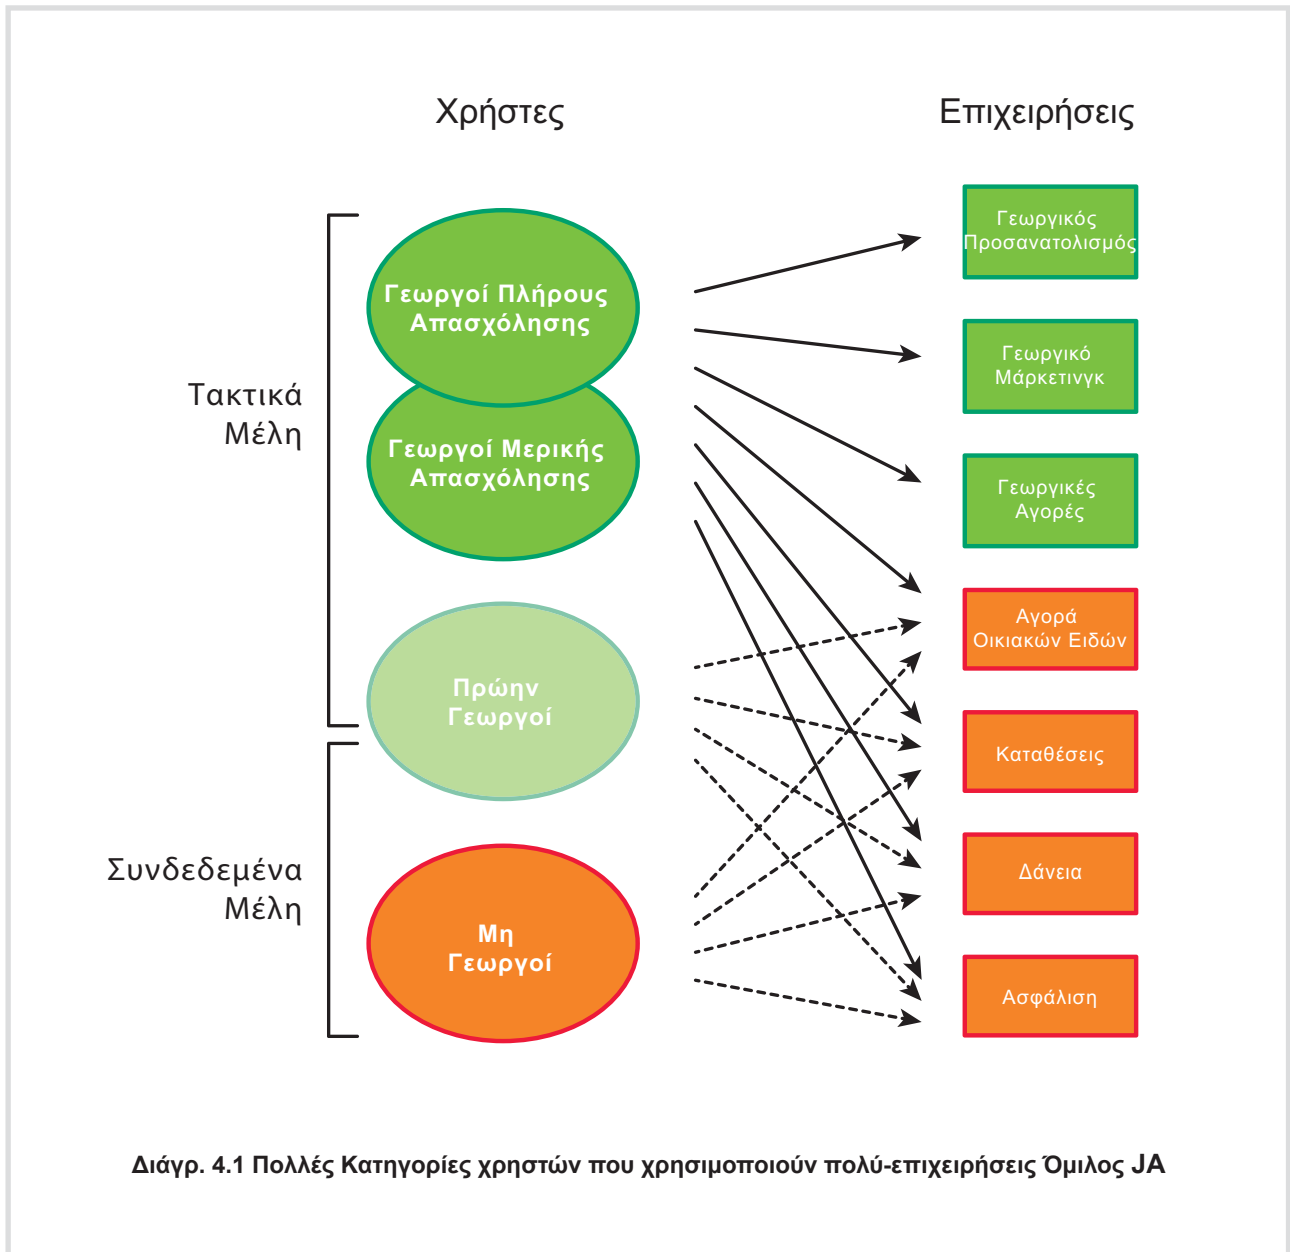 Χρήστες
Επιχειρήσεις
Τακτικά
Μέλη
Γεωργοί Πλήρους
Απασχόλησης
Γεωργοί Μερικής
Απασχόλησης
Πρώην
Γεωργοί
Συνδεδεμένα
Μέλη
Μη
Γεωργοί
Γεωργικός
Προσανατολισμός
Γεωργικό
Μάρκετινγκ
Γεωργικές
Αγορές
Αγορά
Οικιακών Ειδών
Καταθέσεις
Δάνεια
Ασφάλιση
Διάγρ. 4.1 Πολλές Κατηγορίες χρηστών που χρησιμοποιούν πολύ-επιχειρήσεις Όμιλος JA